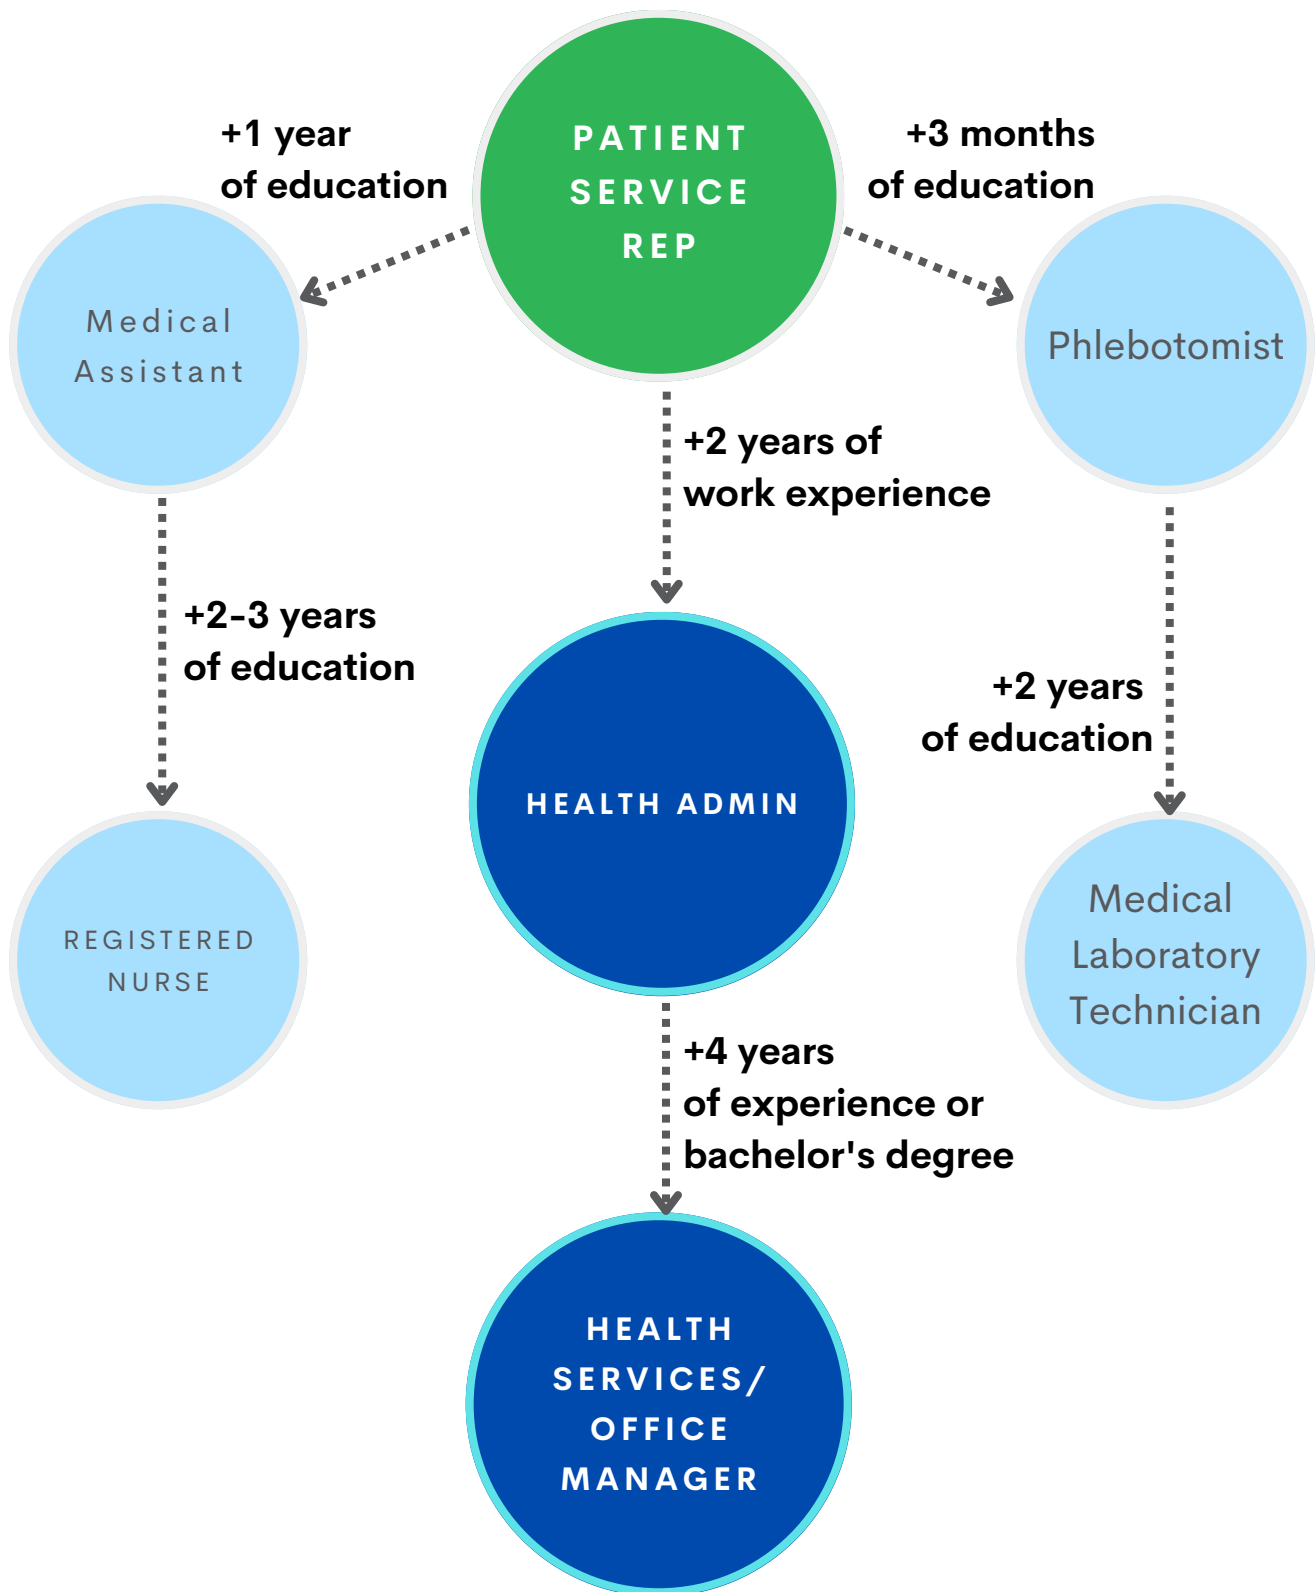 +1 year
of education
PATIENT
SERVICE
REP
+3 months
of education
Medical
Assistant
Phlebotomist
+2 years of
work experience
+2-3 years
of education
+2 years
of education
HEALTH ADMIN
REGISTERED
NURSE
Medical
Laboratory
Technician
+4 years
of experience or
bachelor's degree
HEALTH
SERVICES/
OFFICE
MANAGER